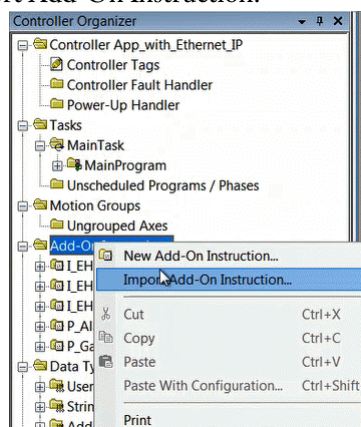 rt Add-On Instruction.
Controller Organizer
Controller App_with_Ethernet_IP
Controller Tags
Controller Fault Handler
Power-Up Handler
Tasks
MainTask
MainProgram
Unscheduled Programs / Phases
Motion Groups
Ungrouped Axes
Add-O
New Add-On Instruction...
I_EH
Import Add-On Instruction...
I_EH
I_EH
Cut Ctrl+X
P_Al
Copy Ctrl+C
P_Ga
Paste Ctrl+V
Data Ty
User
Paste With Configuration... Ctrl+Shift
Strin
Add
Print